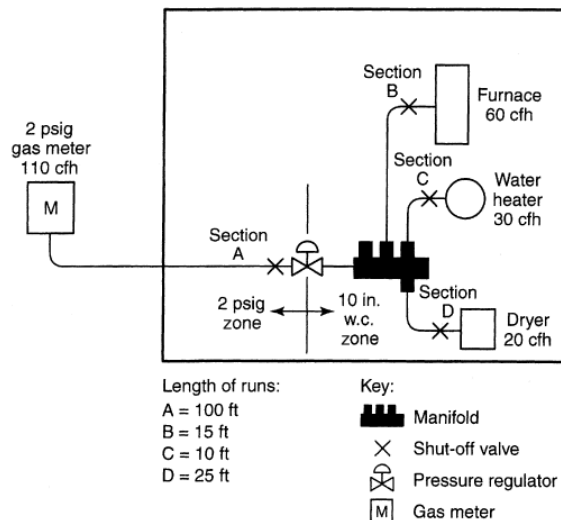 Section
B
Furnace
60 cfh
2 psig
gas meter
110 cfh
M
Section
C
Water
heater
30 cfh
Section
A
2 psig
zone
10 in.
w.c.
zone
Section
D
Dryer
20 cfh
Length of runs:
A = 100 ft
B = 15 ft
C = 10 ft
D = 25 ft
Key:
Manifold
Shut-off valve
Pressure regulator
M
Gas meter